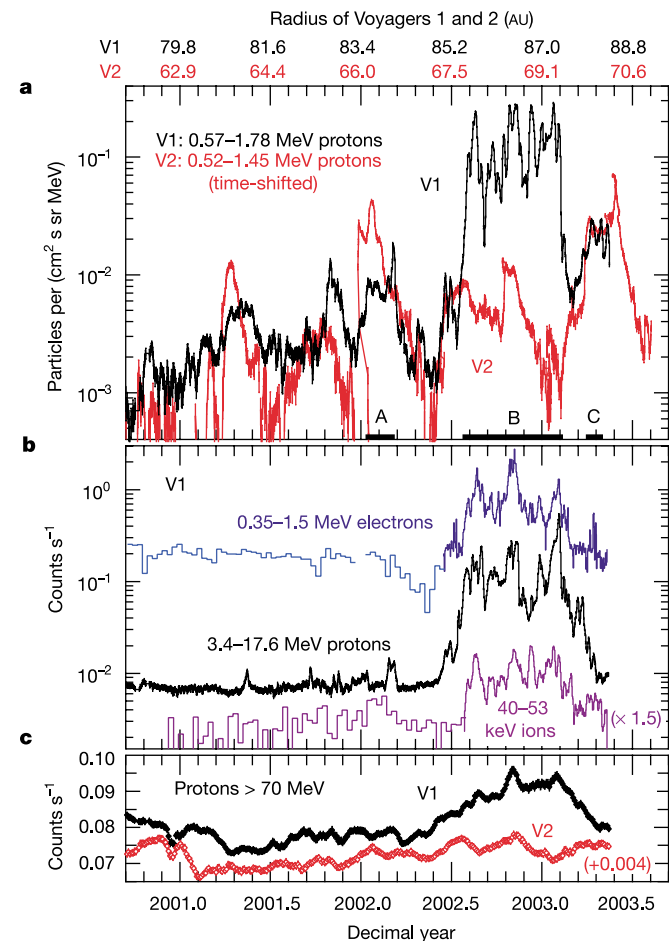 Radius of Voyagers 1 and 2 (AU)
V1 79.8 81.6 83.4 85.2 87.0 88.8
V2 62.9 64.4 66.0 67.5 69.1 70.6
a
V1: 0.57–1.78 MeV protons
V2: 0.52–1.45 MeV protons
(time-shifted)
V1
10⁻¹
10⁻²
10⁻³
Particles per (cm² s sr MeV)
V2
A B C
b
V1
10⁰
0.35–1.5 MeV electrons
10⁻¹
Counts s⁻¹
3.4–17.6 MeV protons
10⁻²
40–53
keV ions
(× 1.5)
c
0.10
Protons > 70 MeV
V1
0.09
0.08
0.07
Counts s⁻¹
V2
(+0.004)
2001.0 2001.5 2002.0 2002.5 2003.0 2003.5
Decimal year